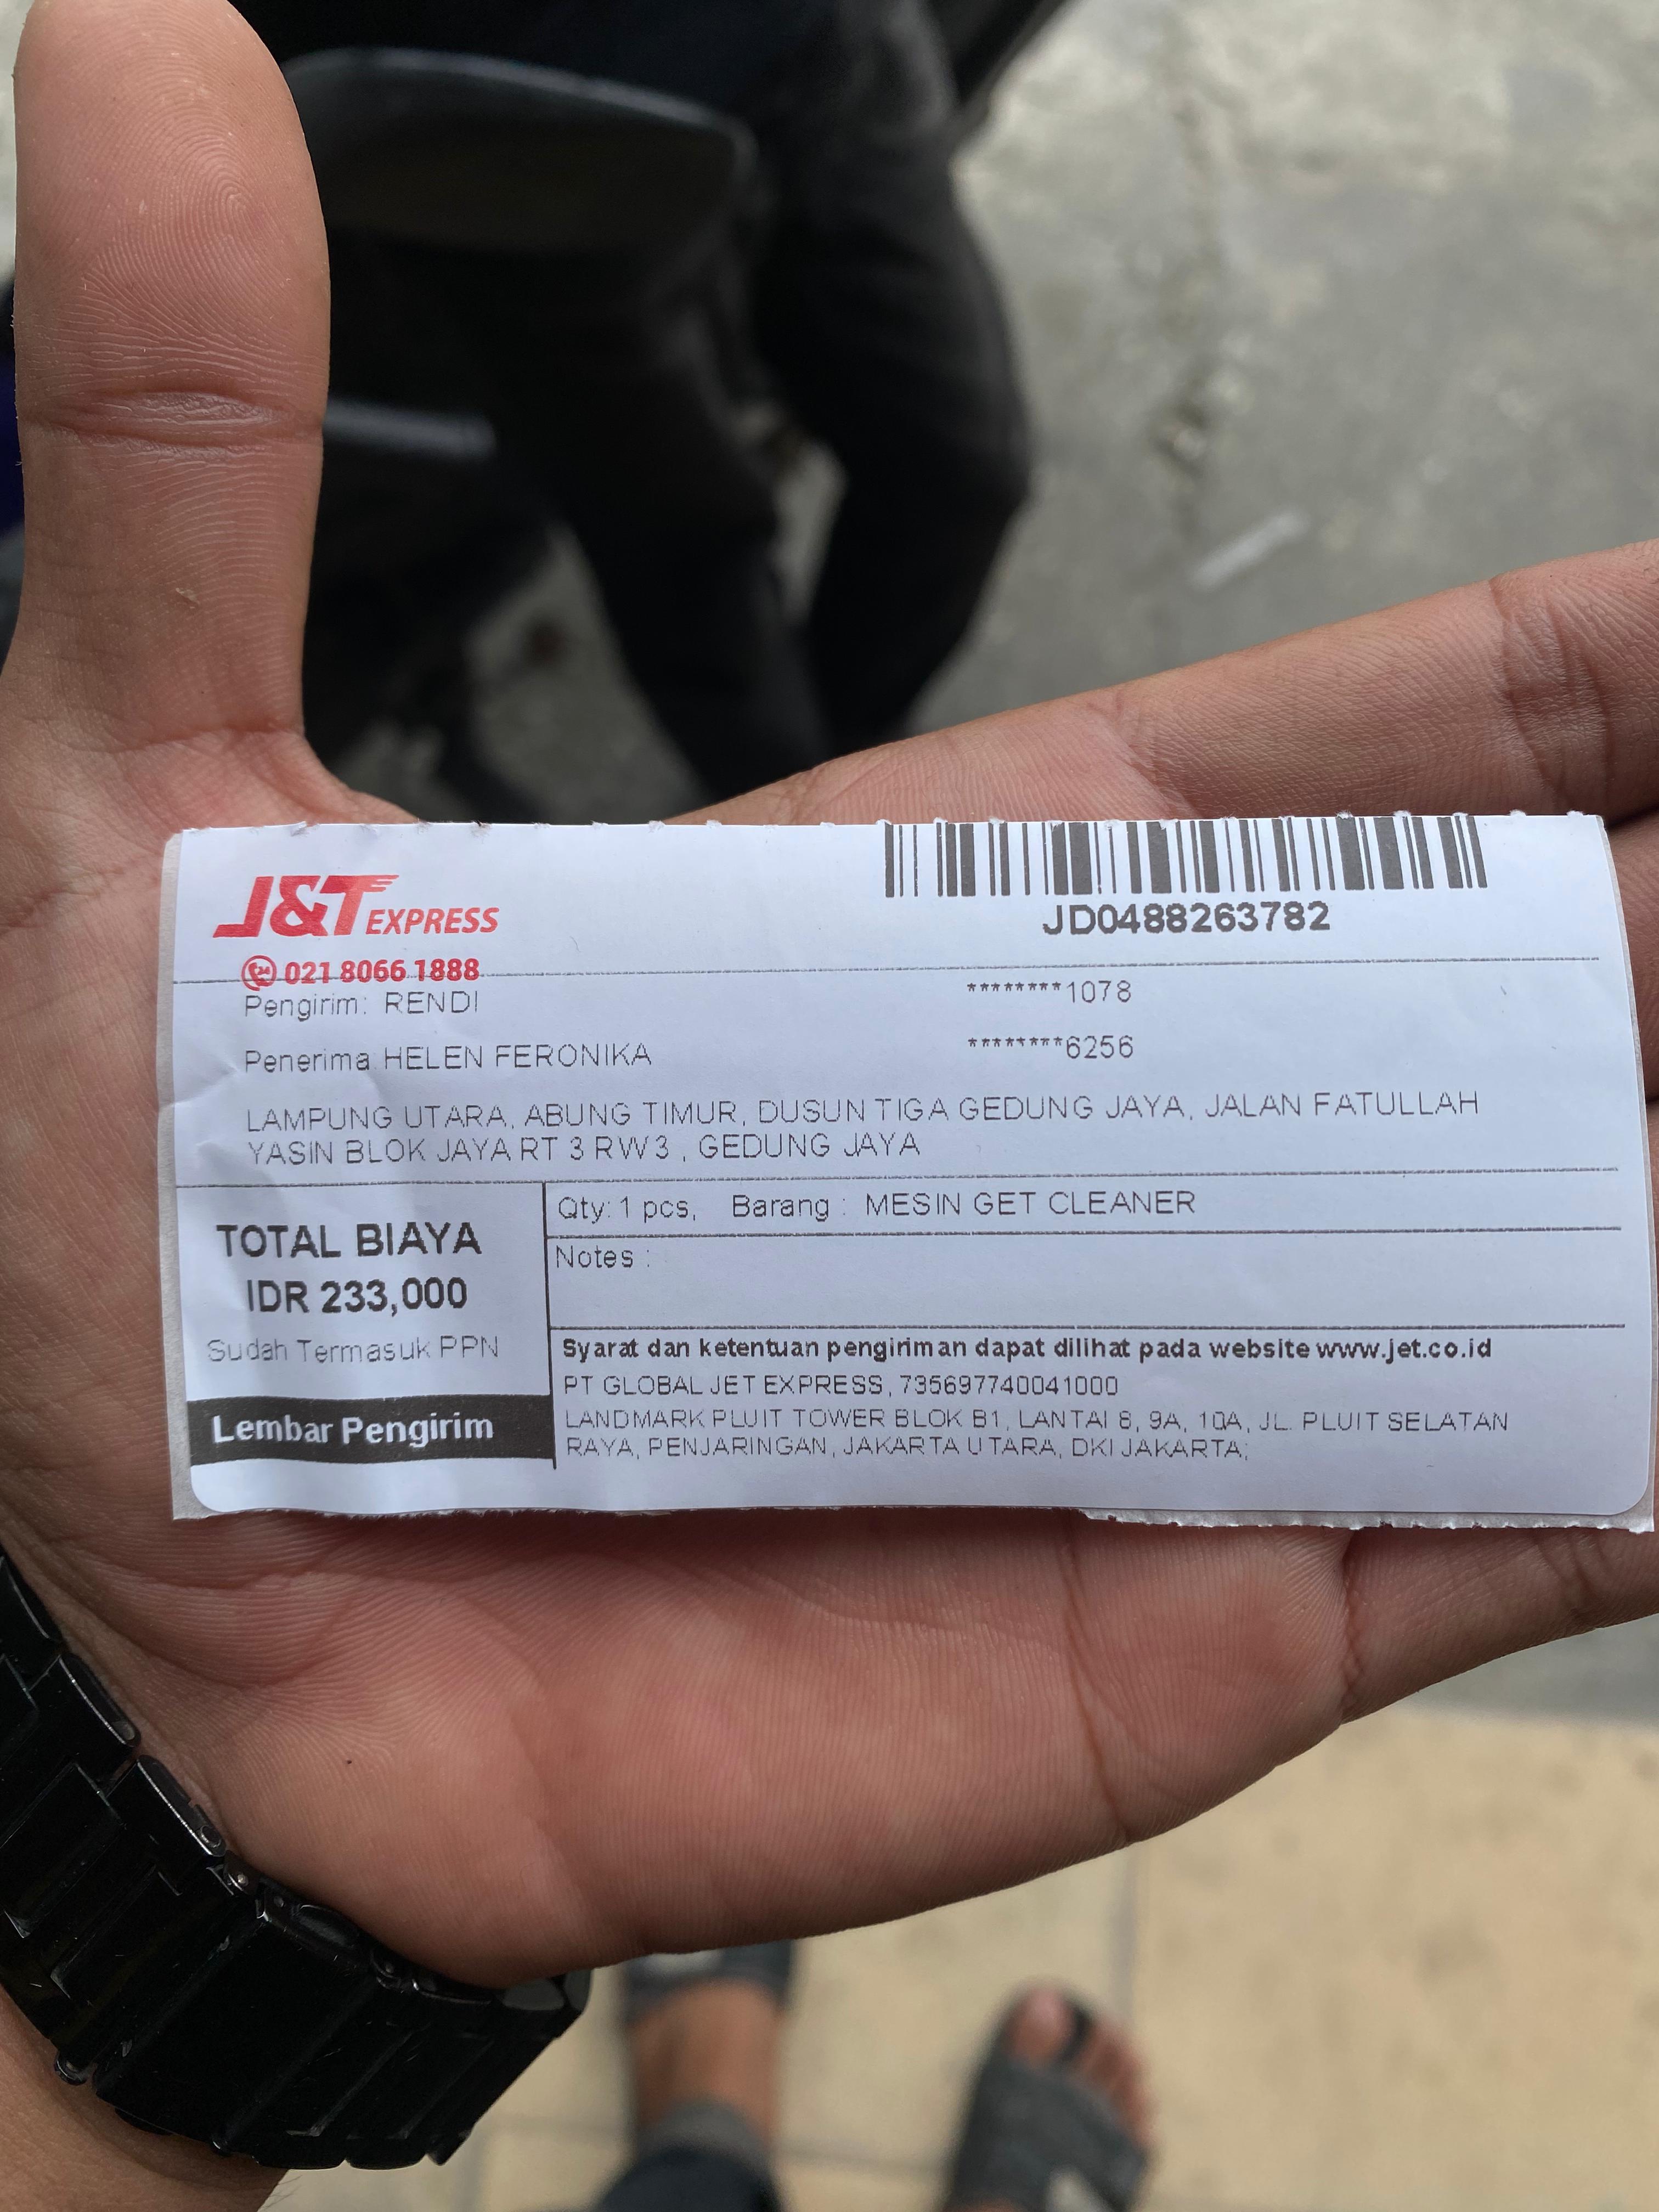 J&T EXPRESS
JD0488263782
021 8066 1888
Pengirim: RENDI ********1078
Penerima HELEN FERONIKA ********6256
LAMPUNG UTARA, ABUNG TIMUR, DUSUN TIGA GEDUNG JAYA, JALAN FATULLAH
YASIN BLOK JAYA RT 3 RW3 , GEDUNG JAYA
Qty: 1 pcs, Barang : MESIN GET CLEANER
Notes :
TOTAL BIAYA
IDR 233,000
Sudah Termasuk PPN
Lembar Pengirim
Syarat dan ketentuan pengiriman dapat dilihat pada website www.jet.co.id
PT GLOBAL JET EXPRESS, 735697740041000
LANDMARK PLUIT TOWER BLOK B1, LANTAI 8, 9A, 10A, JL. PLUIT SELATAN
RAYA, PENJARINGAN, JAKARTA UTARA, DKI JAKARTA;